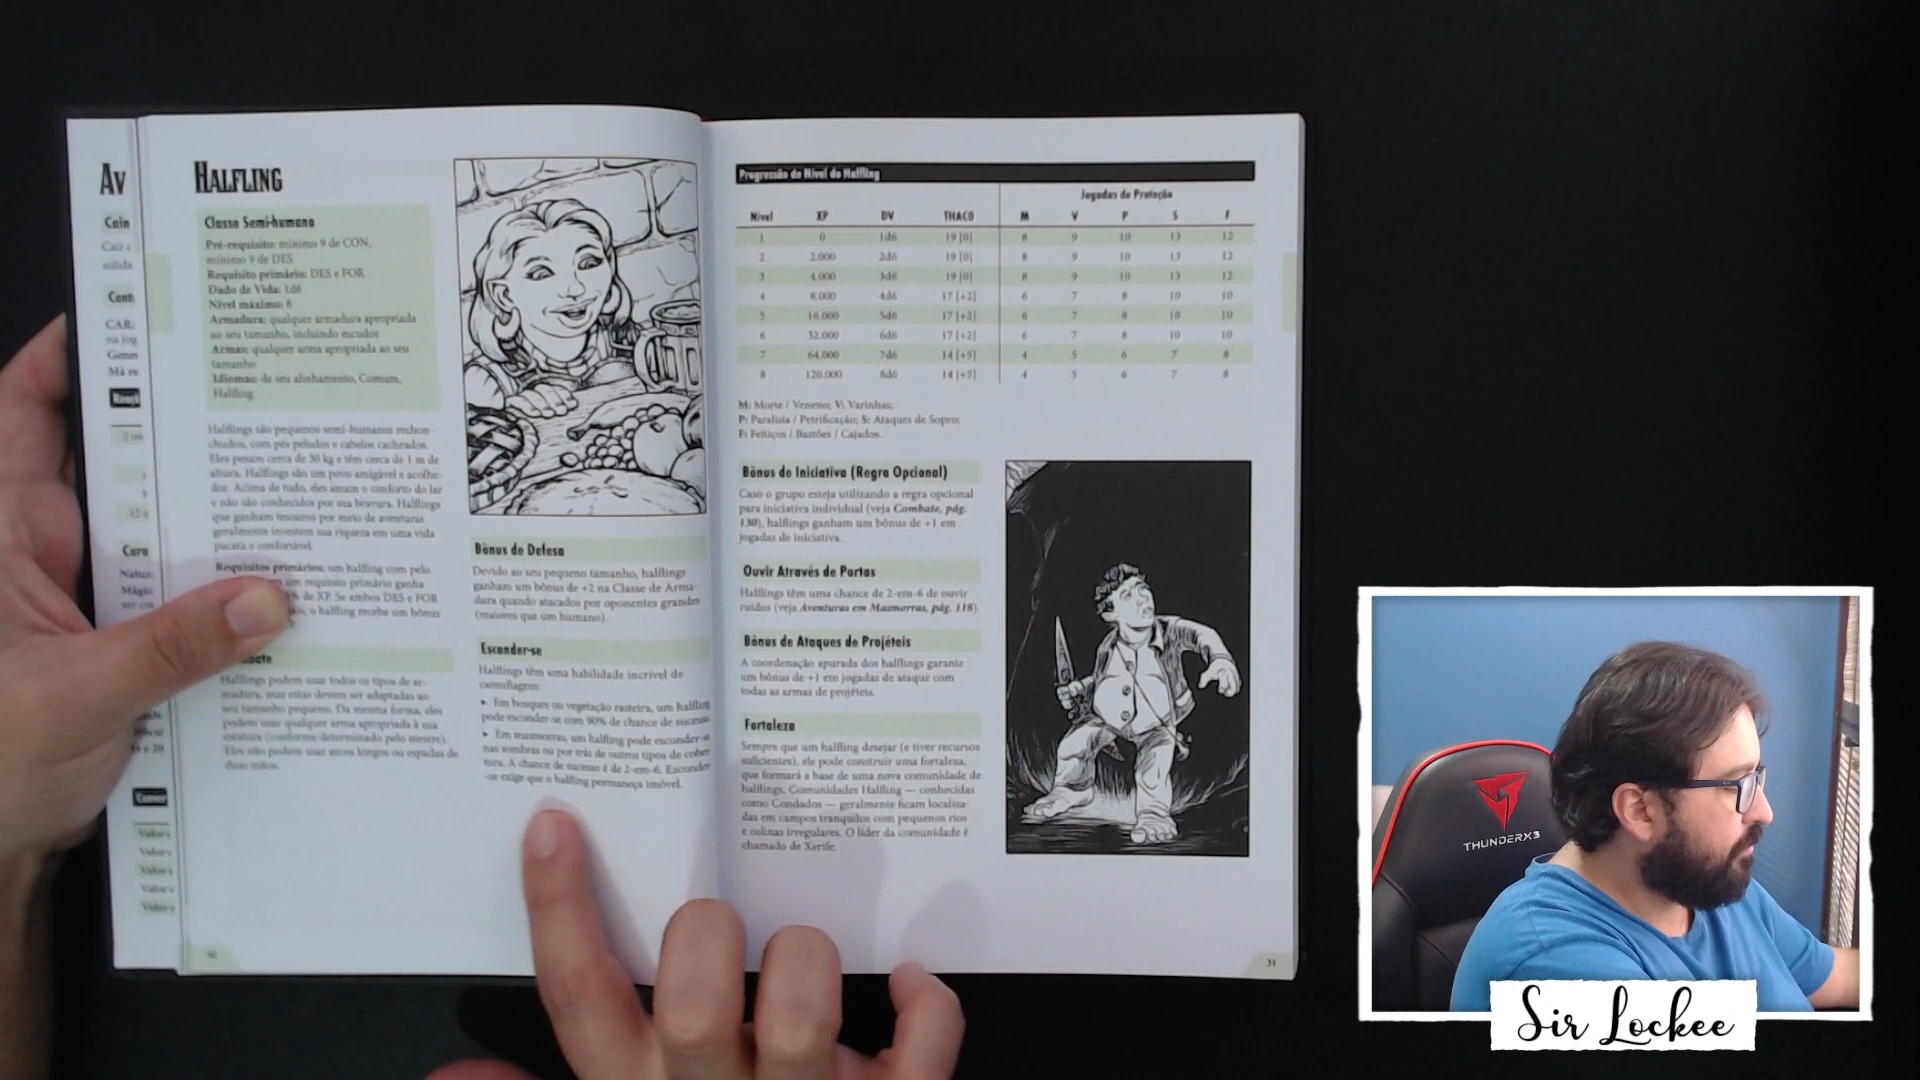 Av
HALFLING
Classe Semi-humana
Pré-requisito: mínimo 9 de CON,
mínimo 9 de DES
Requisito primário: DES e FOR
Dado de Vida: 1d6
Nível máximo: 8
Armadura: qualquer armadura apropriada
ao seu tamanho, incluindo escudos
Armas: qualquer arma apropriada ao seu
tamanho
Idiomas: de seu alinhamento, Comum,
Halfling
Halflings são pequenos semi-humanos rechon-
chudos, com pés peludos e cabelos cacheados.
Eles pesam cerca de 30 kg e têm cerca de 1 m de
altura. Halflings são um povo amigável e acolhe-
dor. Acima de tudo, eles amam o conforto do lar
e não são conhecidos por sua bravura. Halflings
que ganham tesouros por meio de aventuras
geralmente investem sua riqueza em uma vida
pacata e confortável.
Requisitos primários: um halfling com pelo
um requisito primário ganha
% de XP. Se ambos DES e FOR
o halfling recebe um bônus
Halflings podem usar todos os tipos de ar-
madura, mas estas devem ser adaptadas ao
seu tamanho pequeno. Da mesma forma, eles
podem usar qualquer arma apropriada à sua
estatura (conforme determinado pelo mestre).
Eles não podem usar arcos longos ou espadas de
duas mãos.
Bônus de Defesa
Devido ao seu pequeno tamanho, halflings
ganham um bônus de +2 na Classe de Arma-
dura quando atacados por oponentes grandes
(maiores que um humano).
Esconder-se
Halflings têm uma habilidade incrível de
camuflagem:
▶ Em bosques ou vegetação rasteira, um halfling
pode esconder-se com 90% de chance de sucesso.
▶ Em masmorras, um halfling pode esconder-se
nas sombras ou por trás de outros tipos de cober-
tura. A chance de sucesso é de 2-em-6. Esconder
-se exige que o halfling permaneça imóvel.
30
Progressão de Nível do Halfling
Jogadas de Proteção
Nível XP DV THAC0 M V P S F
1 0 1d6 19 [0] 8 9 10 13 12
2 2.000 2d6 19 [0] 8 9 10 13 12
3 4.000 3d6 19 [0] 8 9 10 13 12
4 8.000 4d6 17 [+2] 6 7 8 10 10
5 16.000 5d6 17 [+2] 6 7 8 10 10
6 32.000 6d6 17 [+2] 6 7 8 10 10
7 64.000 7d6 14 [+5] 4 5 6 7 8
8 120.000 8d6 14 [+5] 4 5 6 7 8
M: Morte / Veneno; V: Varinhas;
P: Paralisia / Petrificação; S: Ataques de Sopro;
F: Feitiços / Bastões / Cajados.
Bônus de Iniciativa (Regra Opcional)
Caso o grupo esteja utilizando a regra opcional
para iniciativa individual (veja Combate, pág.
130), halflings ganham um bônus de +1 em
jogadas de iniciativa.
Ouvir Através de Portas
Halflings têm uma chance de 2-em-6 de ouvir
ruídos (veja Aventuras em Masmorras, pág. 118).
Bônus de Ataques de Projéteis
A coordenação apurada dos halflings garante
um bônus de +1 em jogadas de ataque com
todas as armas de projéteis.
Fortaleza
Sempre que um halfling desejar (e tiver recursos
suficientes), ele pode construir uma fortaleza,
que formará a base de uma nova comunidade de
halflings. Comunidades Halfling — conhecidas
como Condados — geralmente ficam localiza-
das em campos tranquilos com pequenos rios
e colinas irregulares. O líder da comunidade é
chamado de Xerife.
31
THUNDERX3
Sir Lockee